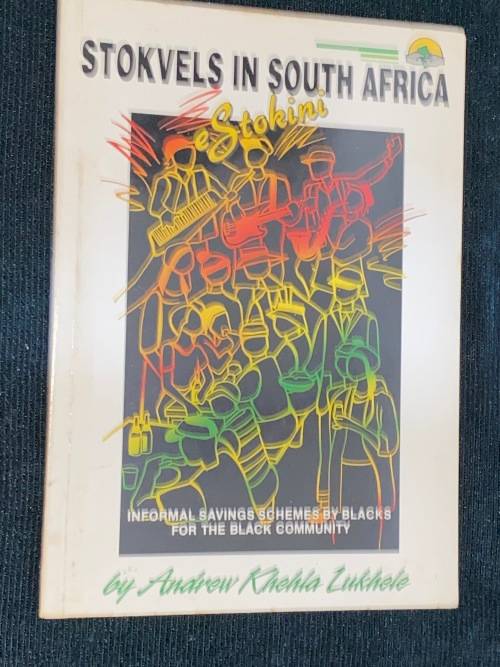 STOKVELS IN SOUTH AFRICA
eStokini
INFORMAL SAVINGS SCHEMES BY BLACKS
FOR THE BLACK COMMUNITY
by Andrew Khehla Lukhele